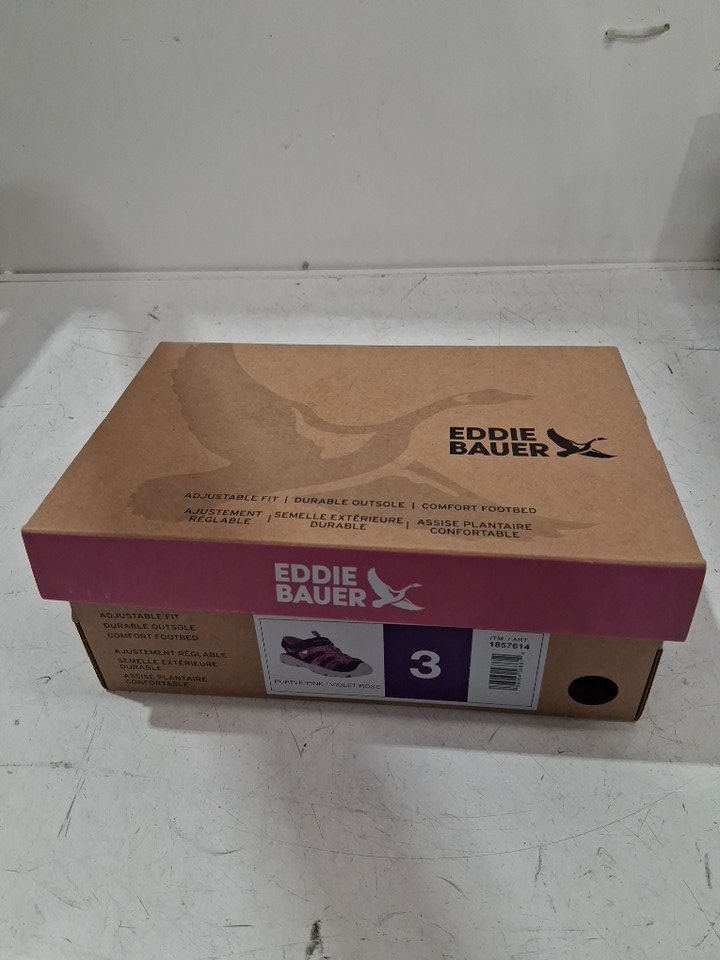 EDDIE
BAUER
ADJUSTABLE FIT | DURABLE OUTSOLE | COMFORT FOOTBED
AJUSTEMENT RÉGLABLE | SEMELLE EXTÉRIEURE DURABLE | ASSISE PLANTAIRE CONFORTABLE
EDDIE
BAUER
ADJUSTABLE FIT
DURABLE OUTSOLE
COMFORT FOOTBED
AJUSTEMENT RÉGLABLE
SEMELLE EXTÉRIEURE
DURABLE
ASSISE PLANTAIRE
CONFORTABLE
PURPLE/PINK / VIOLET/ROSE
3
ITM. / ART.
1857614